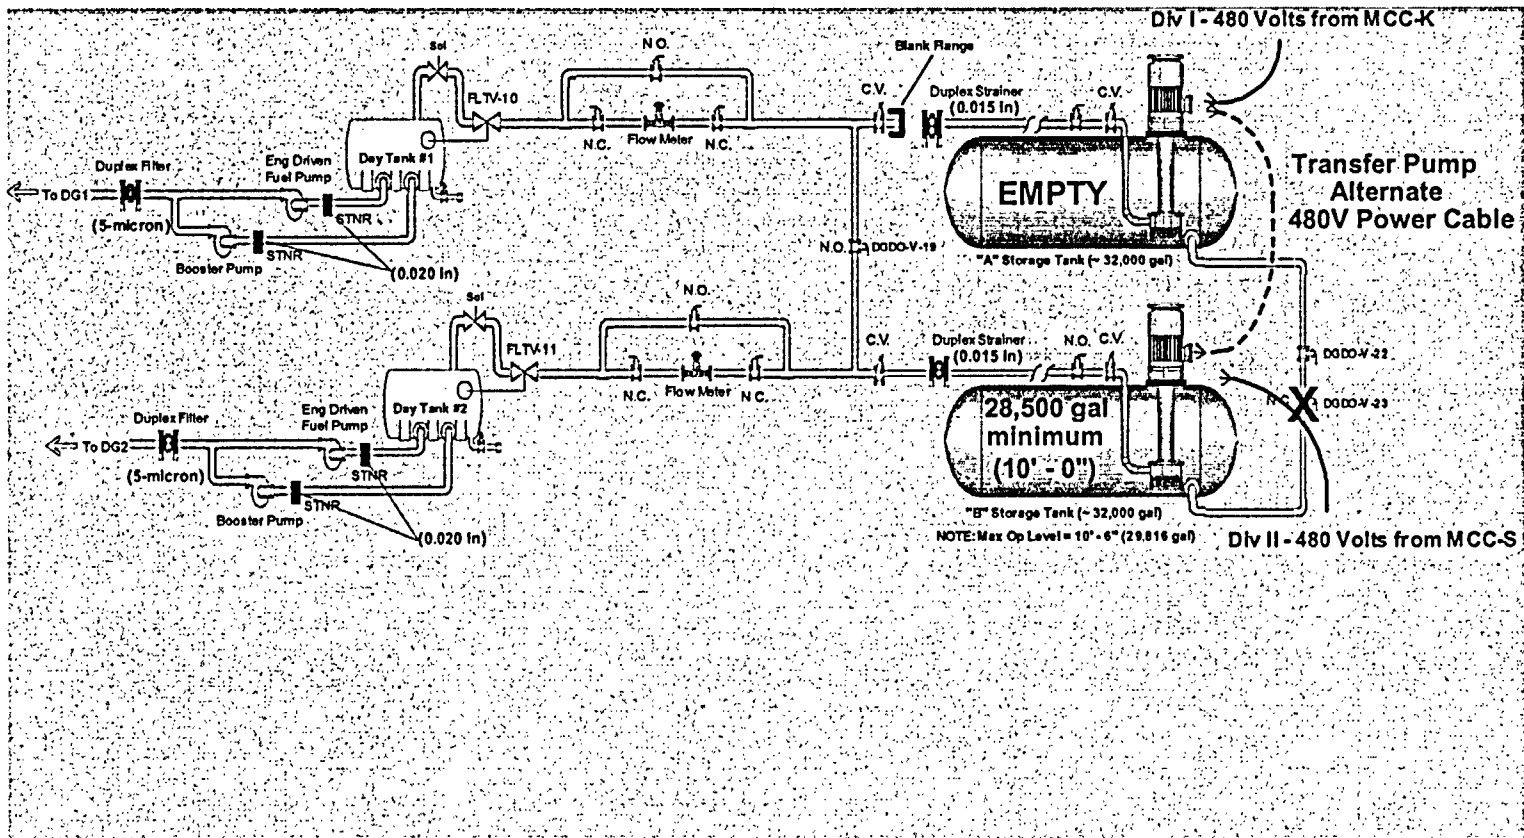 Div I - 480 Volts from MCC-K
Sol
N.O.
Blank Flange
FLTV-10
C.V.
Duplex Strainer
(0.015 in)
C.V.
N.C.
Flow Meter
N.C.
Duplex Filter
Eng Driven
Fuel Pump
Day Tank #1
EMPTY
Transfer Pump
Alternate
480V Power Cable
To DG1
STNR
(5-micron)
STNR
Booster Pump
(0.020 in)
N.O.
DGDO-V-19
"A" Storage Tank (~ 32,000 gal)
Sol
N.O.
FLTV-11
C.V.
Duplex Strainer
(0.015 in)
N.O.
C.V.
DGDO-V-22
N.C.
Flow Meter
N.C.
Duplex Filter
Eng Driven
Fuel Pump
Day Tank #2
28,500 gal
minimum
(10' - 0")
N.C.
DGDO-V-23
To DG2
(5-micron)
STNR
STNR
Booster Pump
(0.020 in)
"B" Storage Tank (~ 32,000 gal)
NOTE: Max Op Level = 10' - 6" (29,816 gal)
Div II - 480 Volts from MCC-S